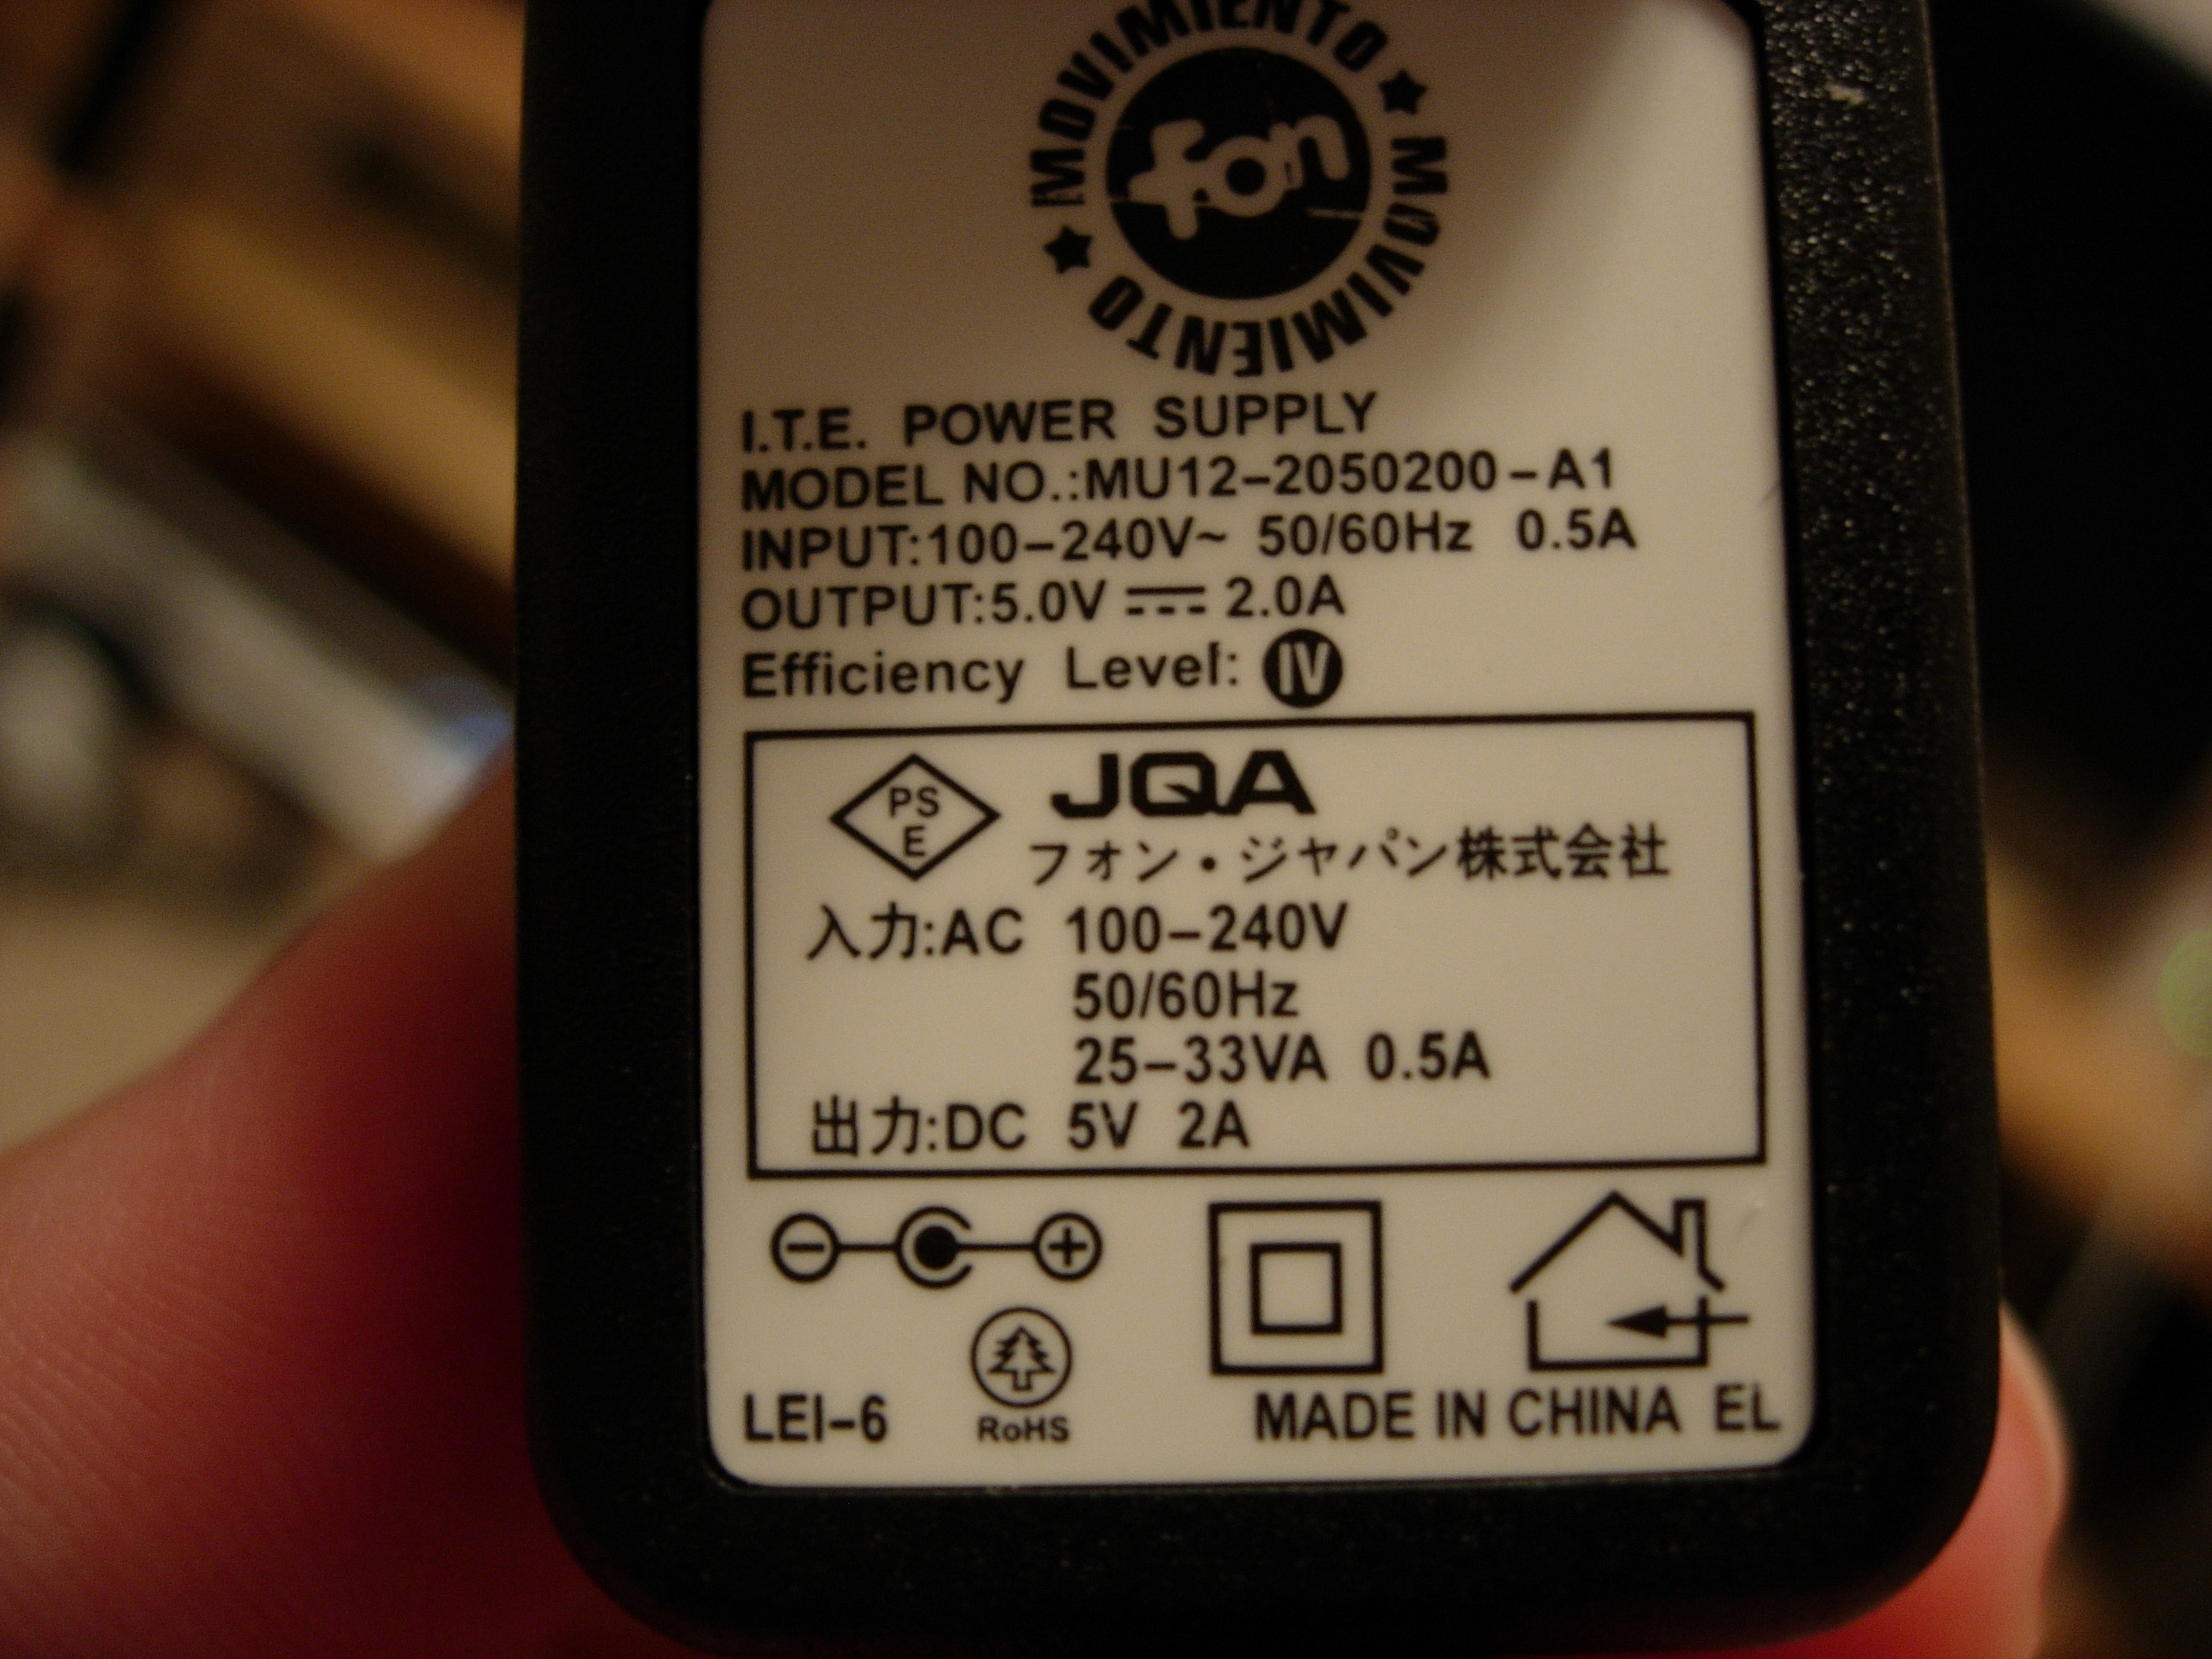 MOVIMIENTO ★ MOVIMIENTO ★
fon
I.T.E. POWER SUPPLY
MODEL NO.:MU12-2050200-A1
INPUT:100-240V~ 50/60Hz 0.5A
OUTPUT:5.0V ⎓ 2.0A
Efficiency Level: IV
PS
E
JQA
フォン・ジャパン株式会社
入力:AC 100-240V
50/60Hz
25-33VA 0.5A
出力:DC 5V 2A
LEI-6
RoHS
MADE IN CHINA EL